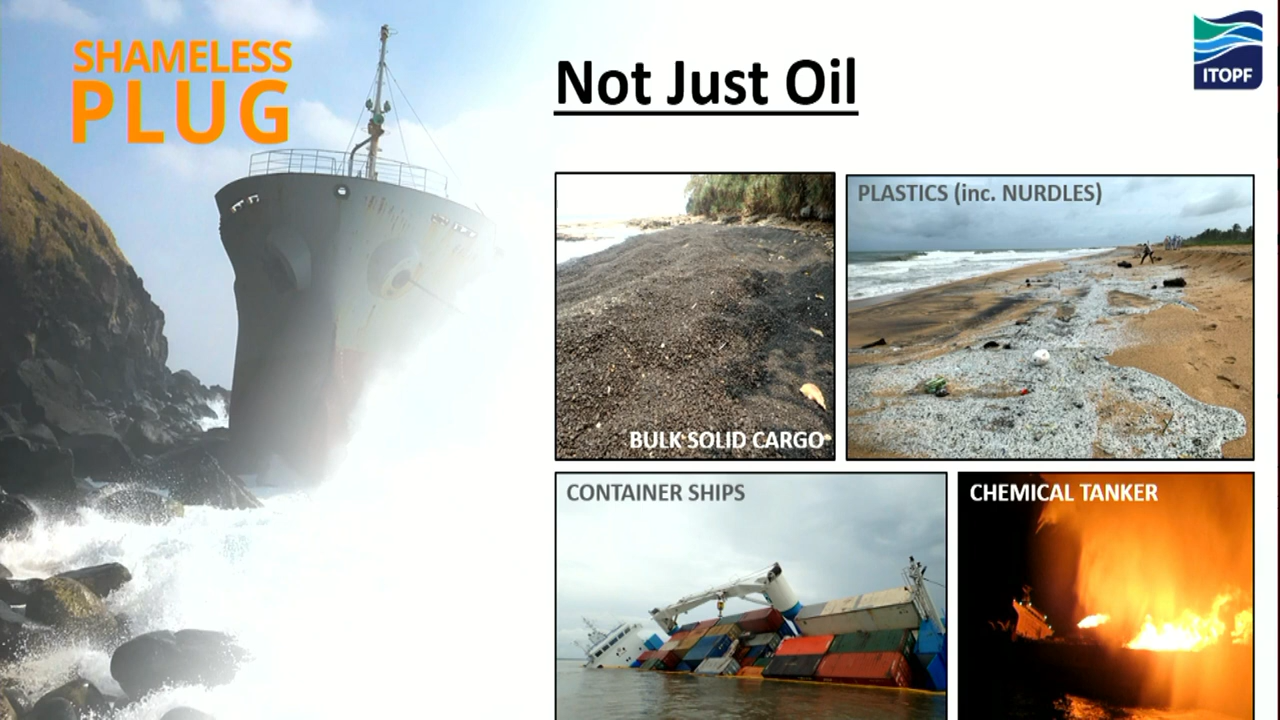 SHAMELESS
PLUG
Not Just Oil
ITOPF
PLASTICS (inc. NURDLES)
BULK SOLID CARGO
CONTAINER SHIPS
CHEMICAL TANKER